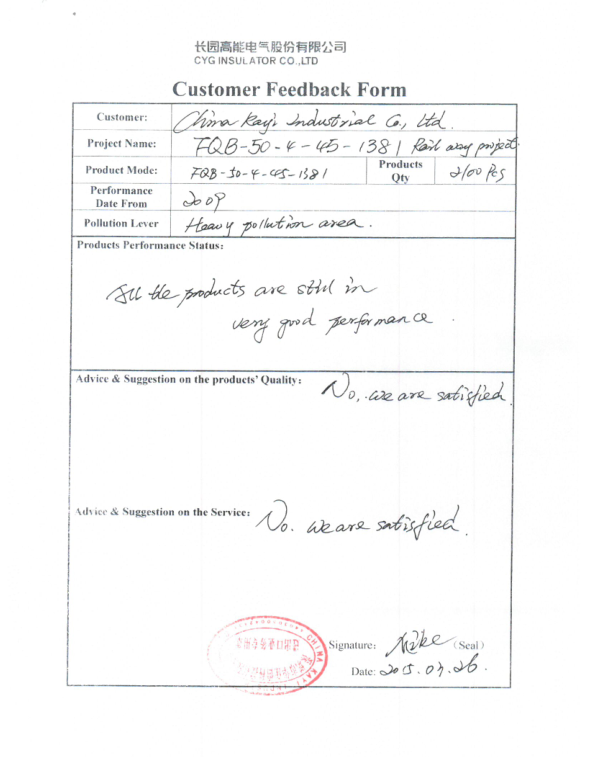 长园高能电气股份有限公司
CYG INSULATOR CO.,LTD
Customer Feedback Form
Customer: China Kayi Industrial Co, Ltd.
Project Name: FQB-50-4-45-1381 Rail way project.
Product Mode: FQB-50-4-45-1381 Products Qty 2100 Pcs
Performance Date From 2009
Pollution Lever Heavy pollution area.
Products Performance Status:
All the products are still in
very good performance.
Advice & Suggestion on the products' Quality: No, we are satisfied.
Advice & Suggestion on the Service: No. we are satisfied.
CHINA KAYI
Signature: Mike (Seal)
Date: 2015.07.26.